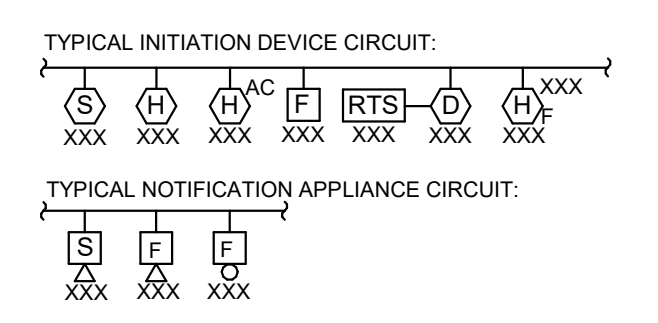 TYPICAL INITIATION DEVICE CIRCUIT:
S H H AC F RTS D H XXX F
XXX XXX XXX XXX XXX XXX XXX
TYPICAL NOTIFICATION APPLIANCE CIRCUIT:
S F F
XXX XXX XXX